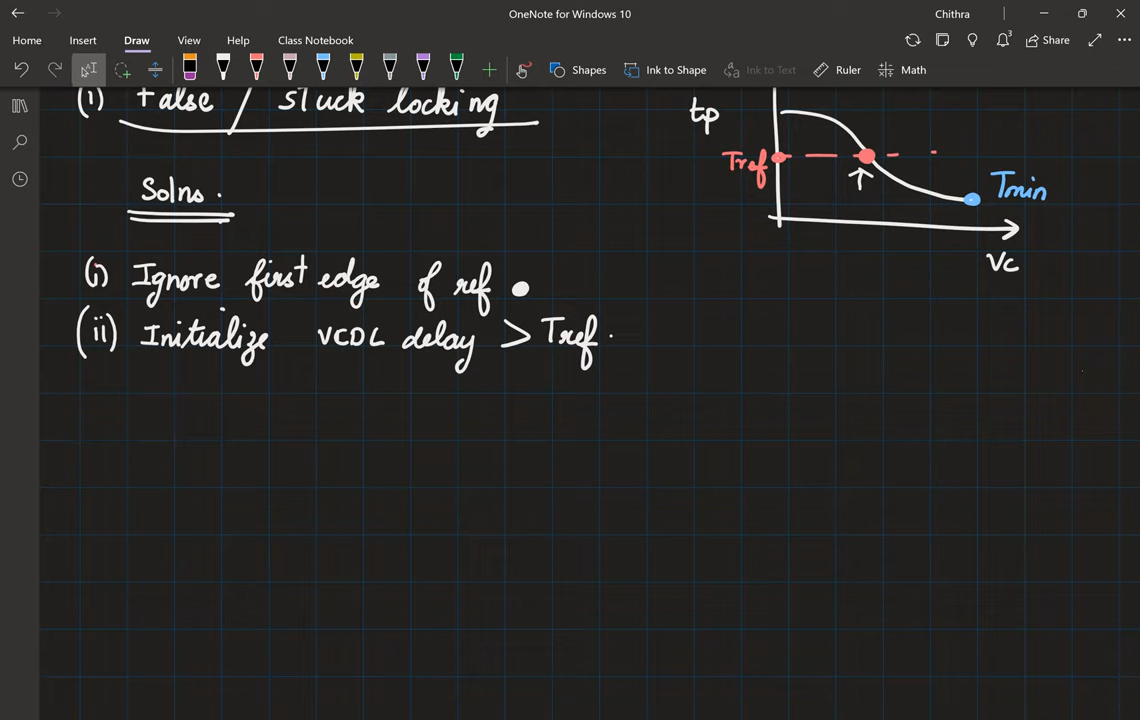 OneNote for Windows 10
Chithra
Home Insert Draw View Help Class Notebook
3
Share
Shapes
Ink to Shape
Ink to Text
Ruler
Math
(i) False / Stuck locking
Solns.
(i) Ignore first edge of ref
(ii) Initialize VCDL delay > Tref.
tp
Tref
Tmin
VC